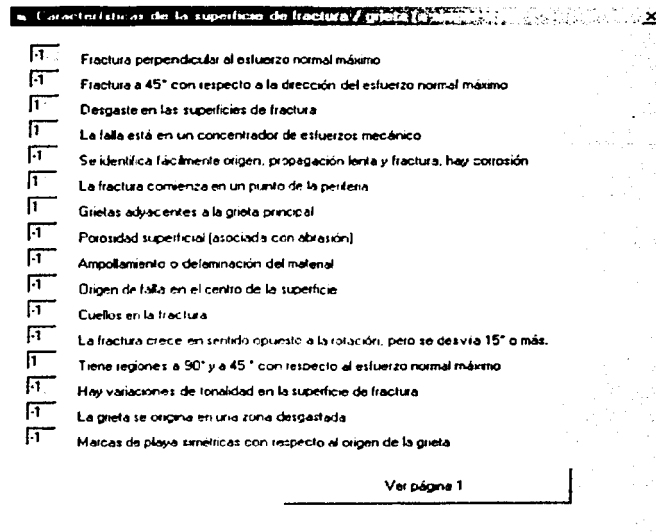 Características de la superficie de fractura / grieta
-1 Fractura perpendicular al esfuerzo normal máximo
-1 Fractura a 45° con respecto a la dirección del esfuerzo normal máximo
1 Desgaste en las superficies de fractura
1 La falla está en un concentrador de esfuerzos mecánico
-1 Se identifica fácilmente origen, propagación lenta y fractura, hay corrosión
1 La fractura comienza en un punto de la periferia
1 Grietas adyacentes a la grieta principal
-1 Porosidad superficial (asociada con abrasión)
-1 Ampollamiento o delaminación del material
-1 Origen de falla en el centro de la superficie
-1 Cuellos en la fractura
-1 La fractura crece en sentido opuesto a la rotación, pero se desvía 15° o más.
1 Tiene regiones a 90° y a 45 ° con respecto al esfuerzo normal máximo
-1 Hay variaciones de tonalidad en la superficie de fractura
-1 La grieta se origina en una zona desgastada
-1 Marcas de playa simétricas con respecto al origen de la grieta
Ver página 1